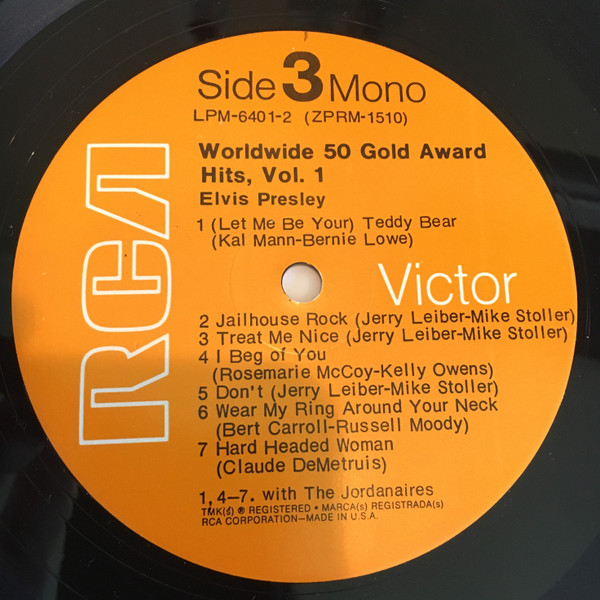 Side 3 Mono
LPM-6401-2 (ZPRM-1510)
Worldwide 50 Gold Award
Hits, Vol. 1
Elvis Presley
1 (Let Me Be Your) Teddy Bear
(Kal Mann-Bernie Lowe)
RCA
Victor
2 Jailhouse Rock (Jerry Leiber-Mike Stoller)
3 Treat Me Nice (Jerry Leiber-Mike Stoller)
4 I Beg of You
(Rosemarie McCoy-Kelly Owens)
5 Don't (Jerry Leiber-Mike Stoller)
6 Wear My Ring Around Your Neck
(Bert Carroll-Russell Moody)
7 Hard Headed Woman
(Claude DeMetruis)
1, 4–7. with The Jordanaires
TMK(s) ® REGISTERED • MARCA(s) REGISTRADA(s)
RCA CORPORATION—MADE IN U.S.A.